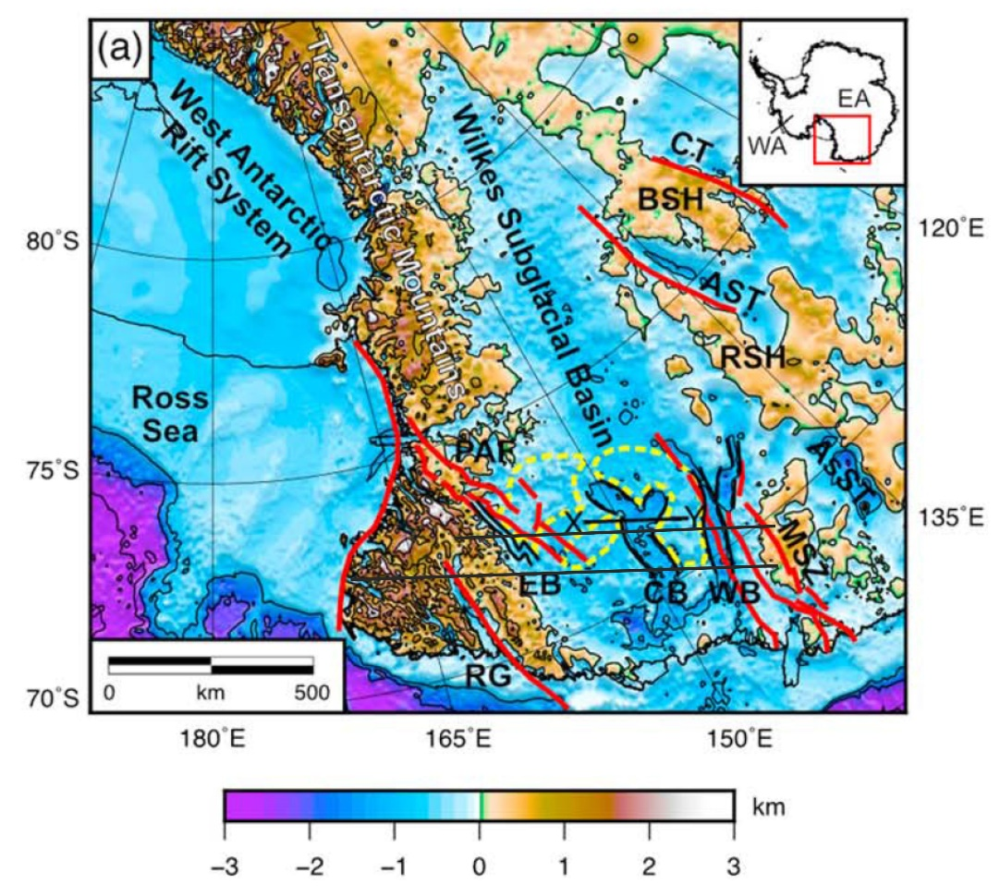 (a)
Transantarctic Mountains
West Antarctic
Rift System
Wilkes Subglacial Basin
CT
BSH
AST
RSH
EA
WA
120°E
80°S
Ross
Sea
PAF
AsST
75°S
135°E
X
Y
MSZ
EB
CB
WB
RG
0
km
500
70°S
180°E
165°E
150°E
km
−3
−2
−1
0
1
2
3